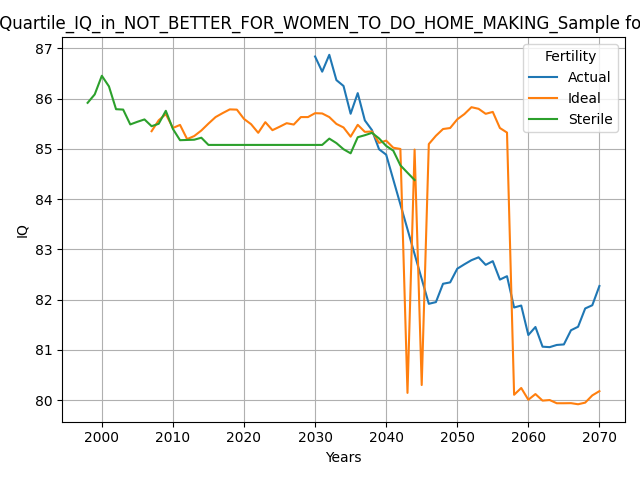 Quartile_IQ_in_NOT_BETTER_FOR_WOMEN_TO_DO_HOME_MAKING_Sample fo
87
86
85
84
83
82
81
80
IQ
Fertility
Actual
Ideal
Sterile
2000 2010 2020 2030 2040 2050 2060 2070
Years